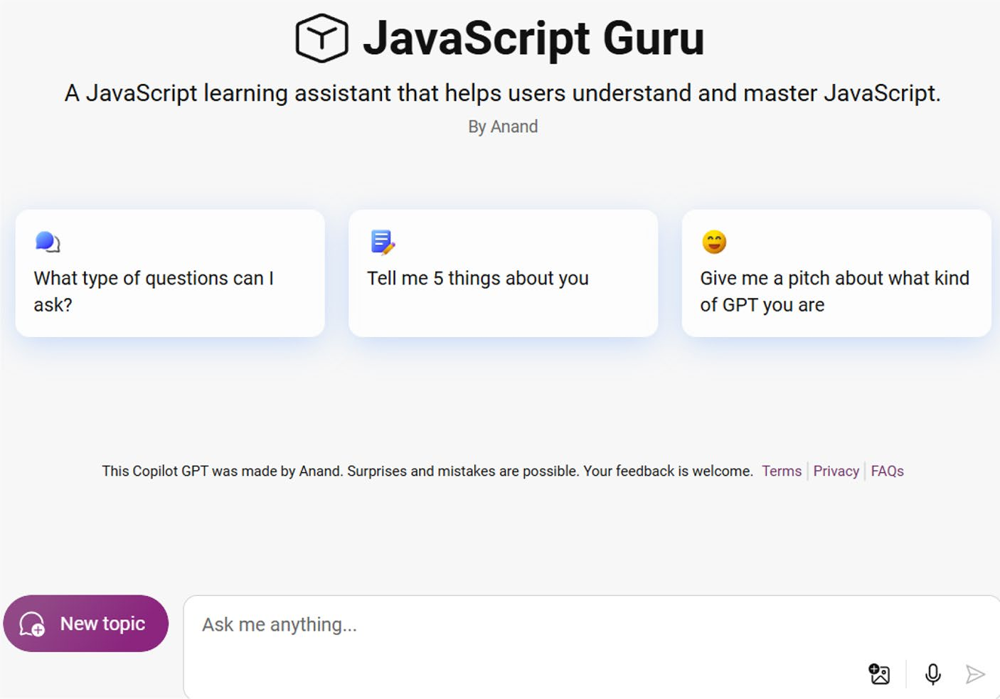 JavaScript Guru
A JavaScript learning assistant that helps users understand and master JavaScript.
By Anand
What type of questions can I
ask?
Tell me 5 things about you
Give me a pitch about what kind
of GPT you are
This Copilot GPT was made by Anand. Surprises and mistakes are possible. Your feedback is welcome. Terms Privacy FAQs
New topic
Ask me anything...